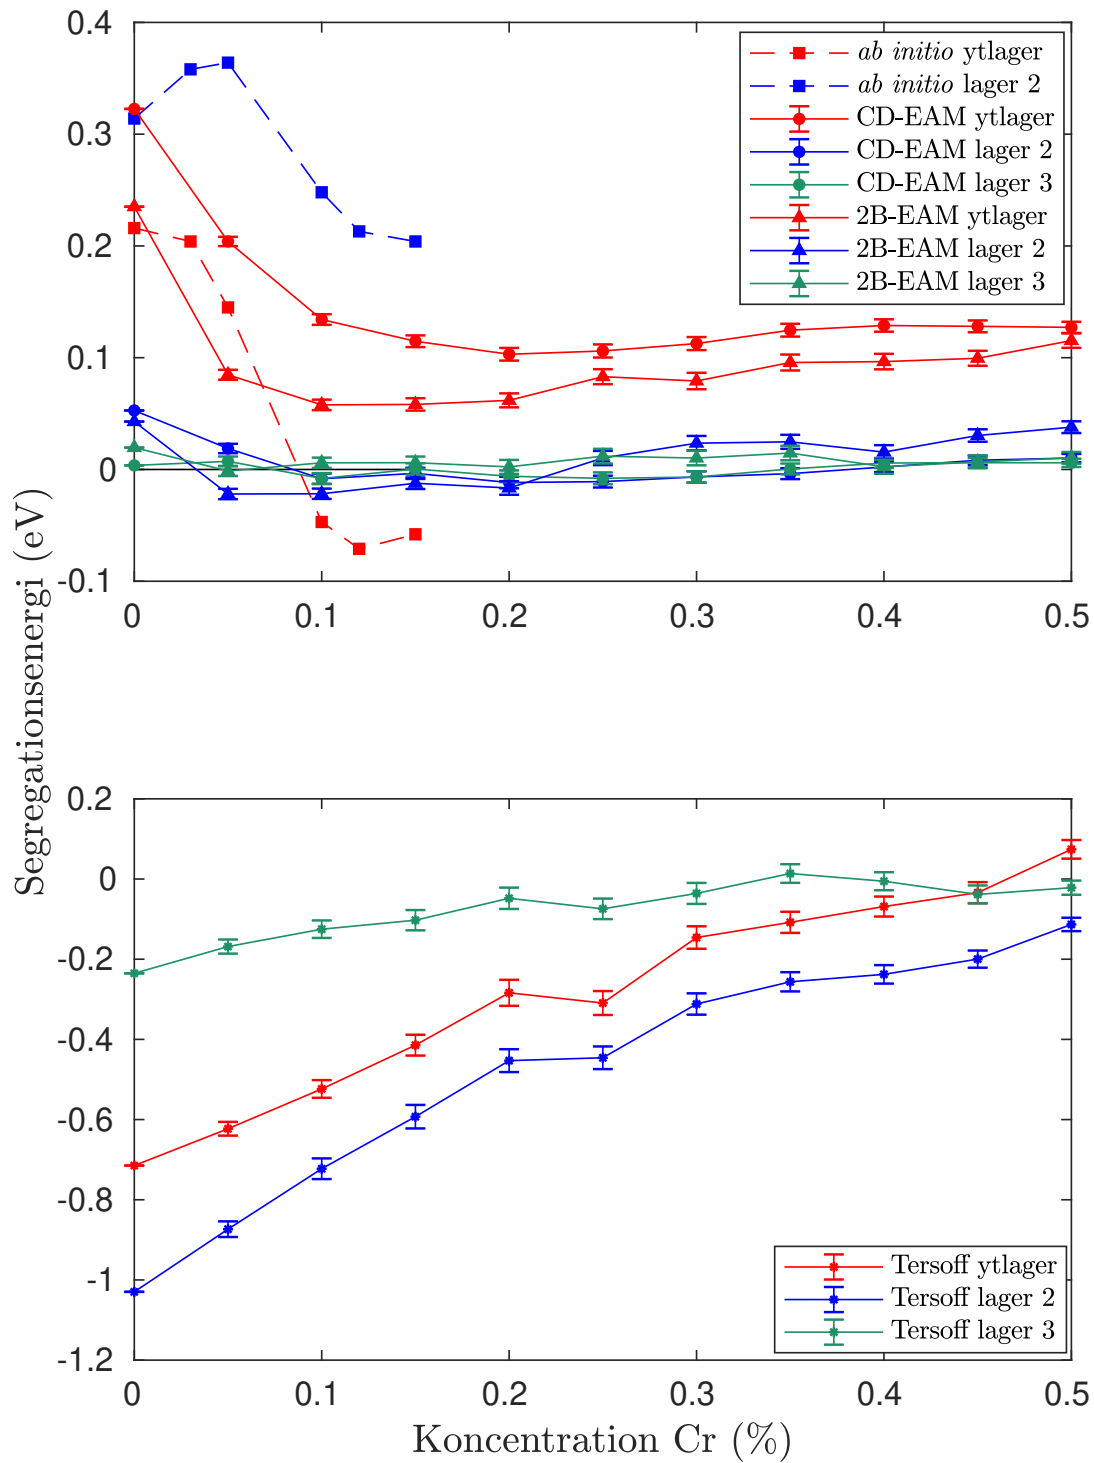 0.4
0.3
0.2
0.1
0
-0.1
0 0.1 0.2 0.3 0.4 0.5
ab initio ytlager
ab initio lager 2
CD-EAM ytlager
CD-EAM lager 2
CD-EAM lager 3
2B-EAM ytlager
2B-EAM lager 2
2B-EAM lager 3
Segregationsenergi (eV)
0.2
0
-0.2
-0.4
-0.6
-0.8
-1
-1.2
0 0.1 0.2 0.3 0.4 0.5
Tersoff ytlager
Tersoff lager 2
Tersoff lager 3
Koncentration Cr (%)